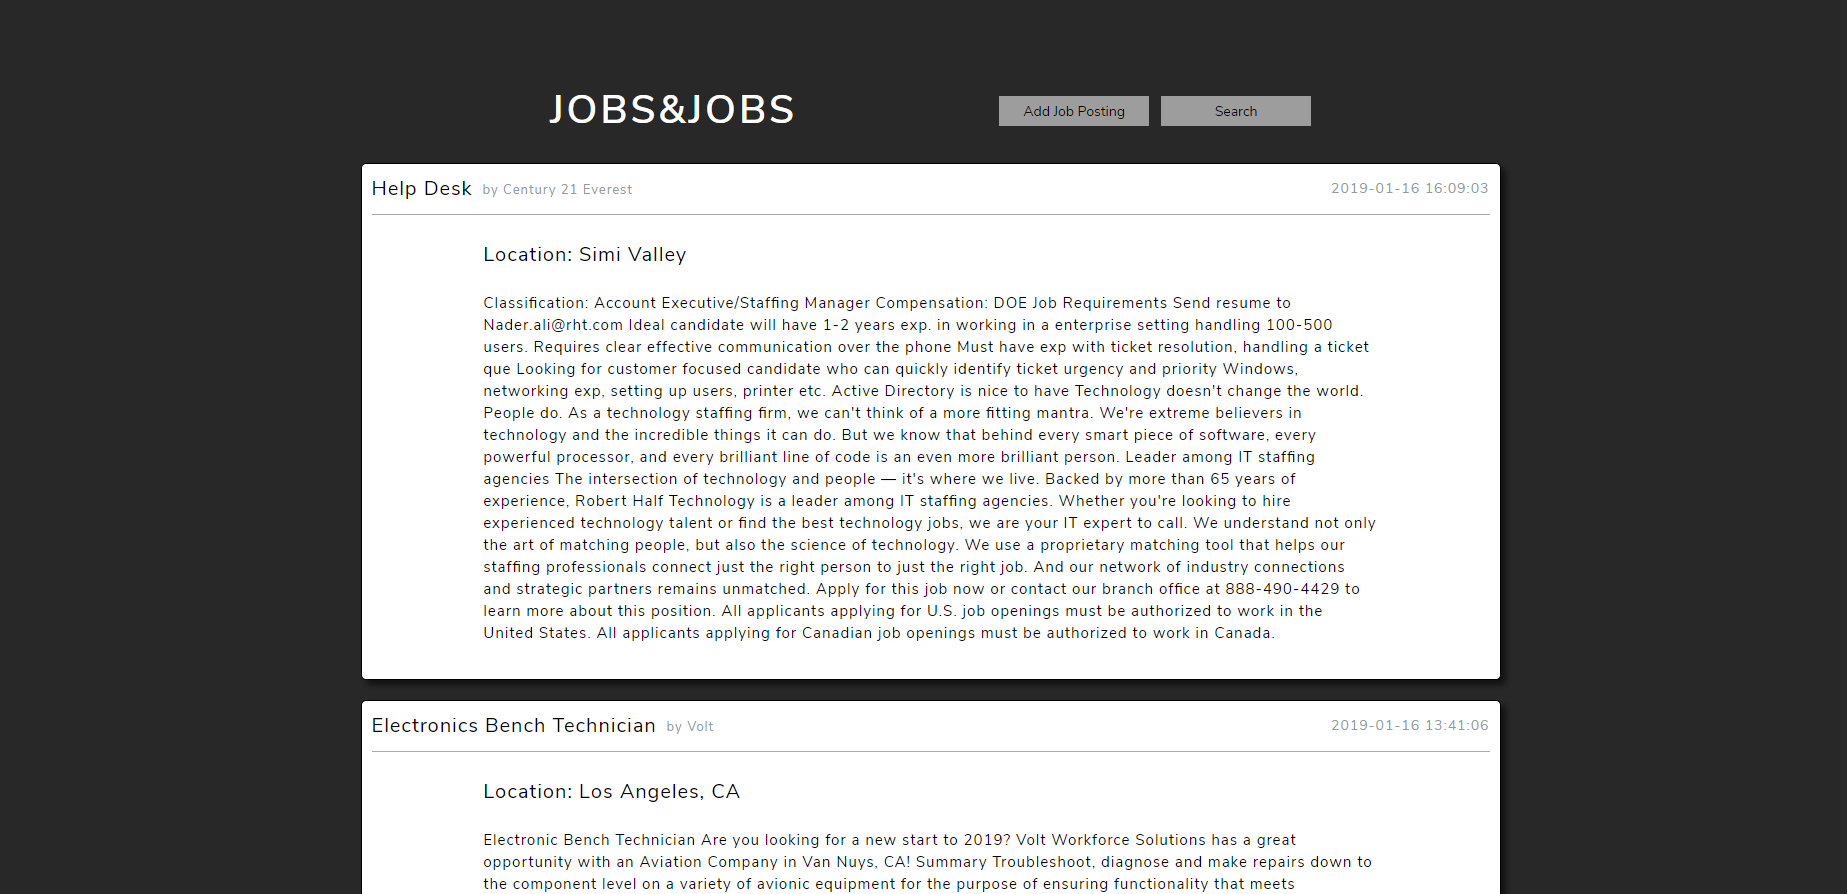 JOBS&JOBS
Add Job Posting
Search
Help Desk by Century 21 Everest 2019-01-16 16:09:03
Location: Simi Valley
Classification: Account Executive/Staffing Manager Compensation: DOE Job Requirements Send resume to
Nader.ali@rht.com Ideal candidate will have 1-2 years exp. in working in a enterprise setting handling 100-500
users. Requires clear effective communication over the phone Must have exp with ticket resolution, handling a ticket
que Looking for customer focused candidate who can quickly identify ticket urgency and priority Windows,
networking exp, setting up users, printer etc. Active Directory is nice to have Technology doesn't change the world.
People do. As a technology staffing firm, we can't think of a more fitting mantra. We're extreme believers in
technology and the incredible things it can do. But we know that behind every smart piece of software, every
powerful processor, and every brilliant line of code is an even more brilliant person. Leader among IT staffing
agencies The intersection of technology and people — it's where we live. Backed by more than 65 years of
experience, Robert Half Technology is a leader among IT staffing agencies. Whether you're looking to hire
experienced technology talent or find the best technology jobs, we are your IT expert to call. We understand not only
the art of matching people, but also the science of technology. We use a proprietary matching tool that helps our
staffing professionals connect just the right person to just the right job. And our network of industry connections
and strategic partners remains unmatched. Apply for this job now or contact our branch office at 888-490-4429 to
learn more about this position. All applicants applying for U.S. job openings must be authorized to work in the
United States. All applicants applying for Canadian job openings must be authorized to work in Canada.
Electronics Bench Technician by Volt 2019-01-16 13:41:06
Location: Los Angeles, CA
Electronic Bench Technician Are you looking for a new start to 2019? Volt Workforce Solutions has a great
opportunity with an Aviation Company in Van Nuys, CA! Summary Troubleshoot, diagnose and make repairs down to
the component level on a variety of avionic equipment for the purpose of ensuring functionality that meets